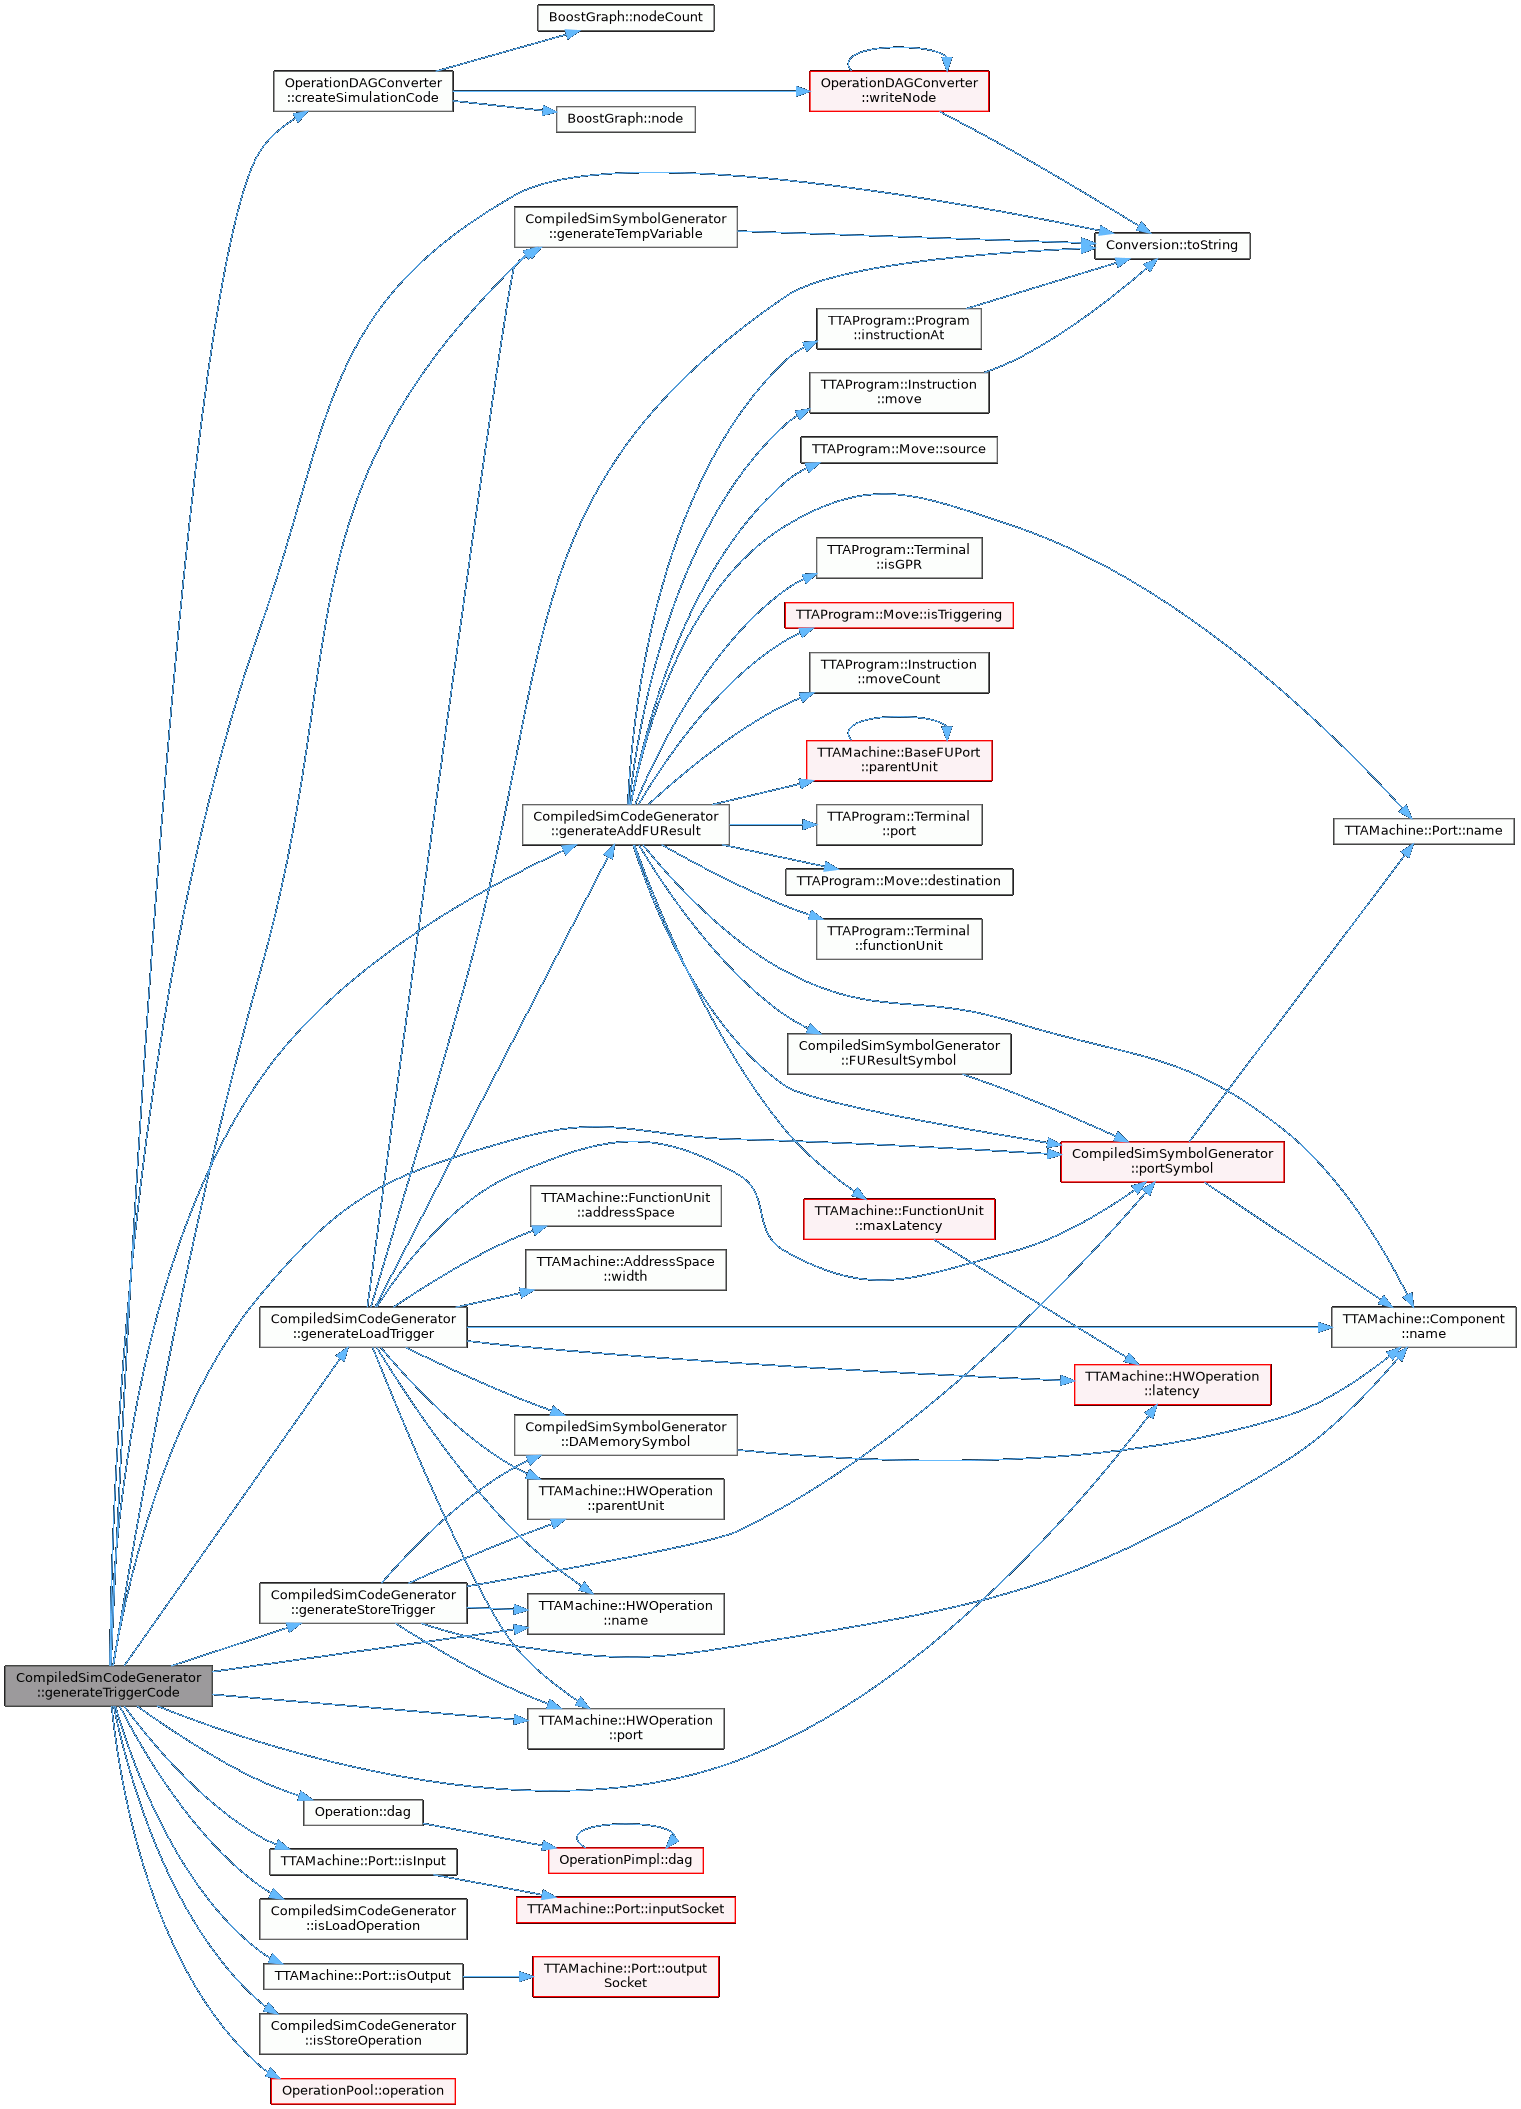 BoostGraph::nodeCount
OperationDAGConverter
::createSimulationCode
OperationDAGConverter
::writeNode
BoostGraph::node
CompiledSimSymbolGenerator
::generateTempVariable
Conversion::toString
TTAProgram::Program
::instructionAt
TTAProgram::Instruction
::move
TTAProgram::Move::source
TTAProgram::Terminal
::isGPR
TTAProgram::Move::isTriggering
TTAProgram::Instruction
::moveCount
TTAMachine::BaseFUPort
::parentUnit
CompiledSimCodeGenerator
::generateAddFUResult
TTAProgram::Terminal
::port
TTAMachine::Port::name
TTAProgram::Move::destination
TTAProgram::Terminal
::functionUnit
CompiledSimSymbolGenerator
::FUResultSymbol
CompiledSimSymbolGenerator
::portSymbol
TTAMachine::FunctionUnit
::addressSpace
TTAMachine::FunctionUnit
::maxLatency
TTAMachine::AddressSpace
::width
CompiledSimCodeGenerator
::generateLoadTrigger
TTAMachine::Component
::name
TTAMachine::HWOperation
::latency
CompiledSimSymbolGenerator
::DAMemorySymbol
TTAMachine::HWOperation
::parentUnit
CompiledSimCodeGenerator
::generateStoreTrigger
TTAMachine::HWOperation
::name
CompiledSimCodeGenerator
::generateTriggerCode
TTAMachine::HWOperation
::port
Operation::dag
OperationPimpl::dag
TTAMachine::Port::isInput
TTAMachine::Port::inputSocket
CompiledSimCodeGenerator
::isLoadOperation
TTAMachine::Port::isOutput
TTAMachine::Port::output
Socket
CompiledSimCodeGenerator
::isStoreOperation
OperationPool::operation